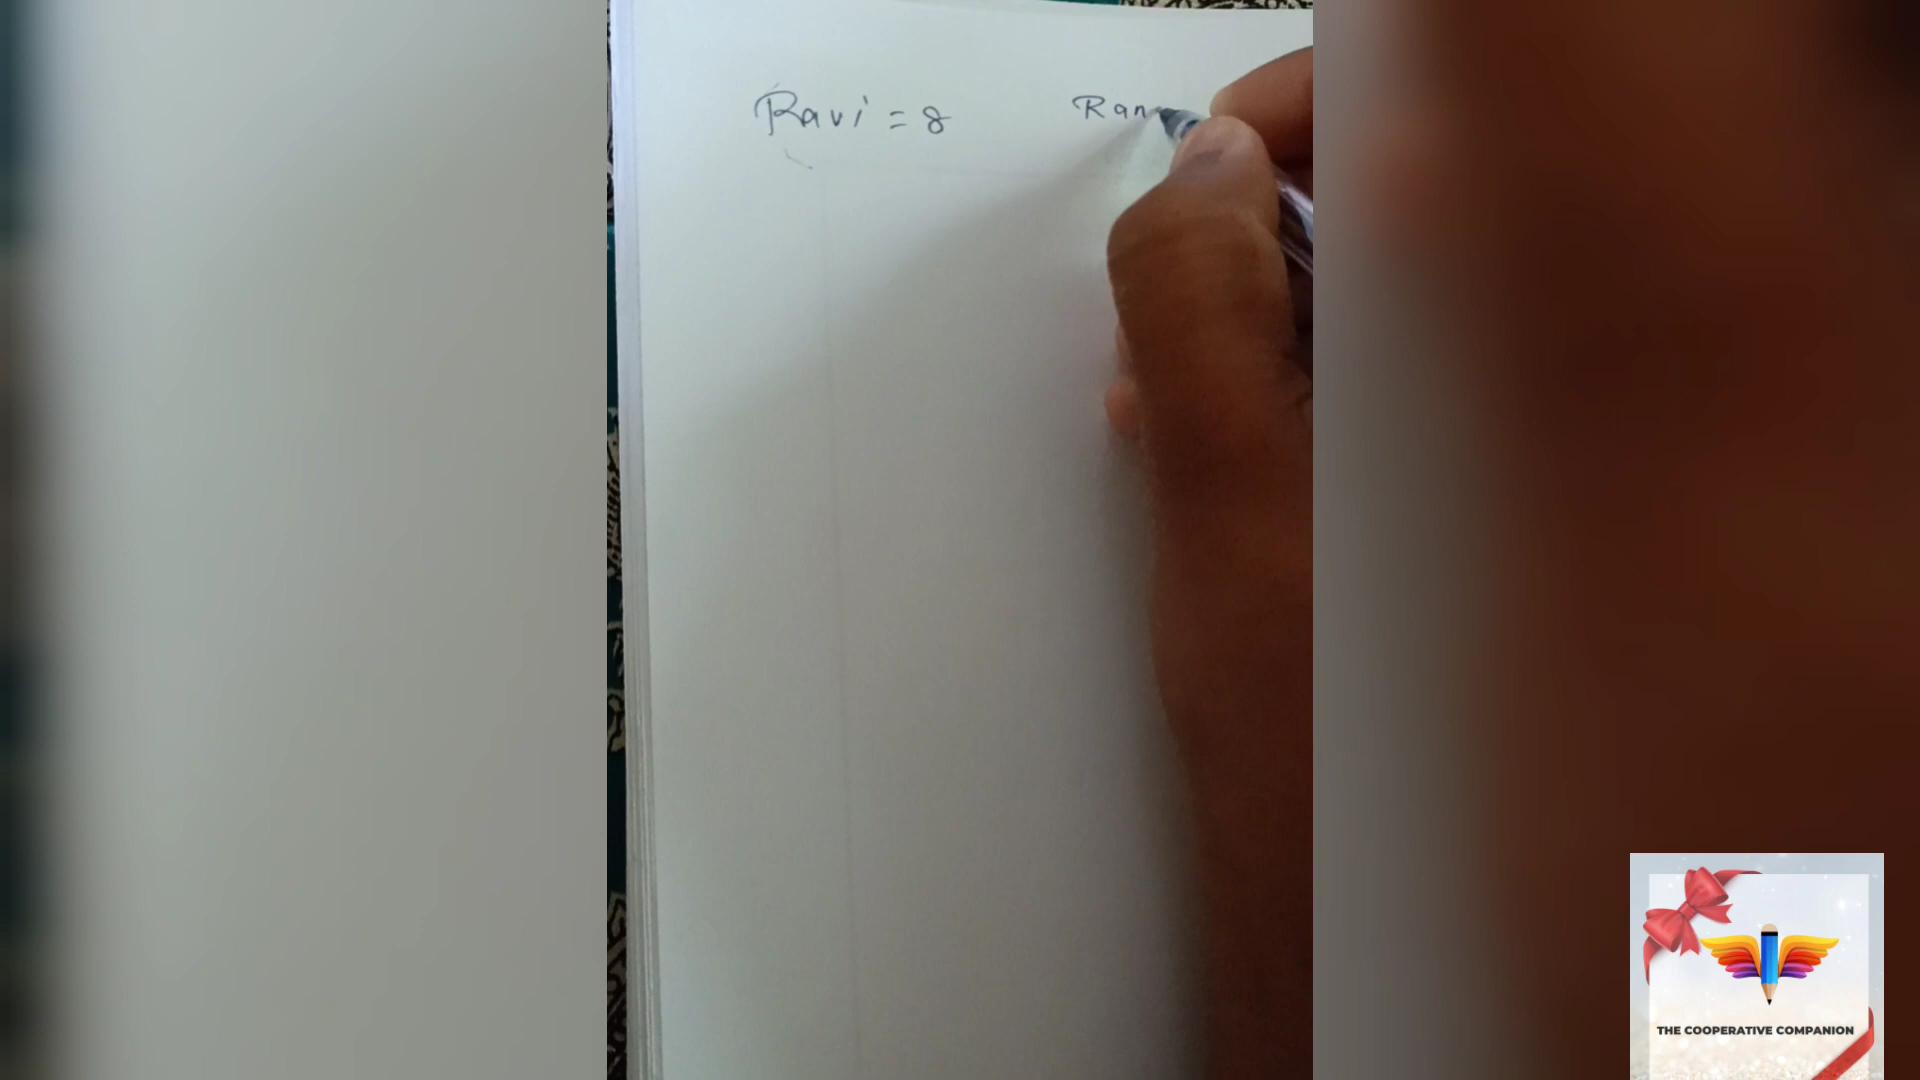 Ravi = 8
THE COOPERATIVE COMPANION